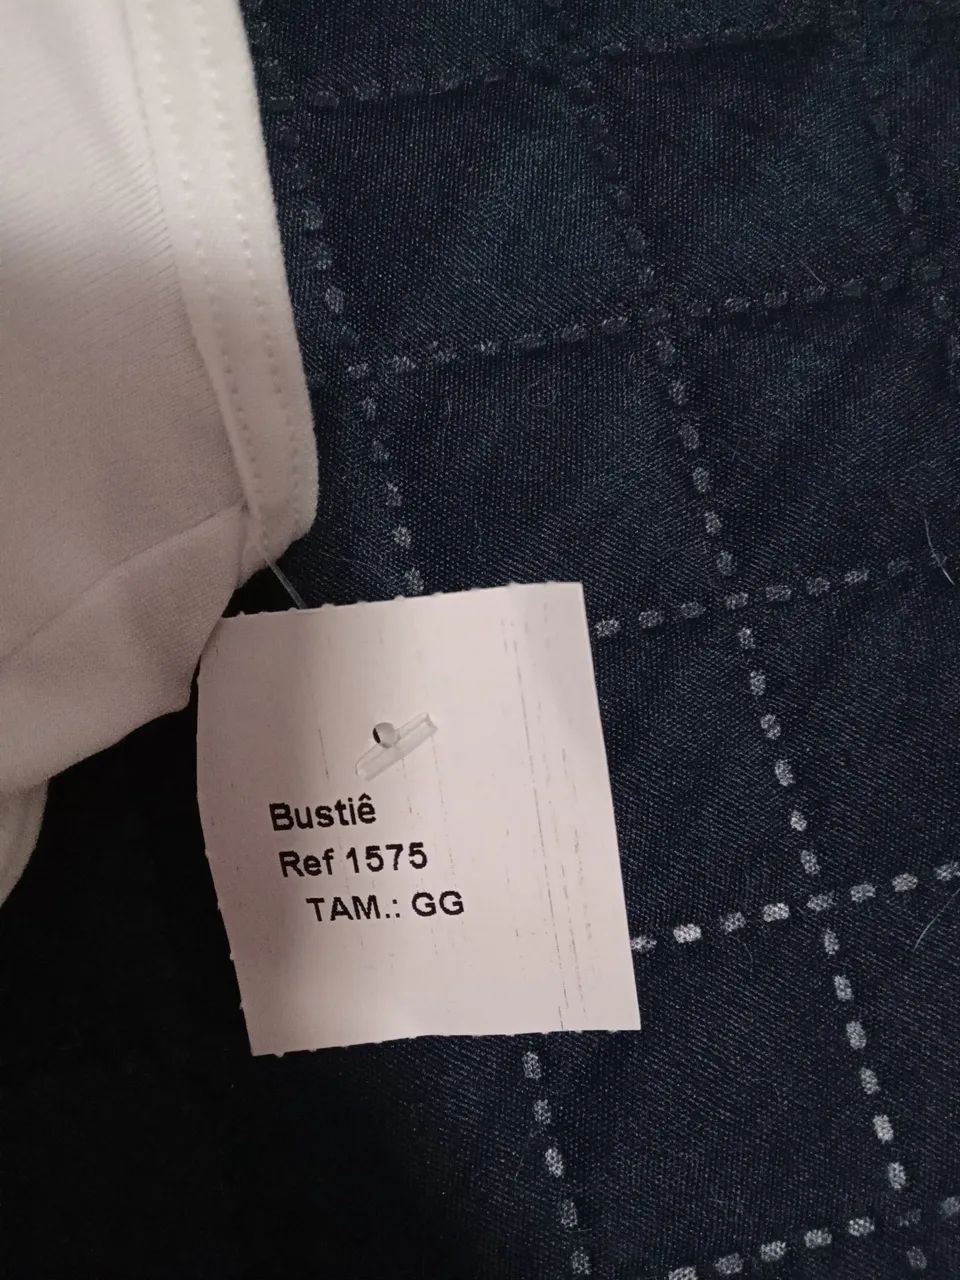 Bustiê
Ref 1575
TAM.: GG